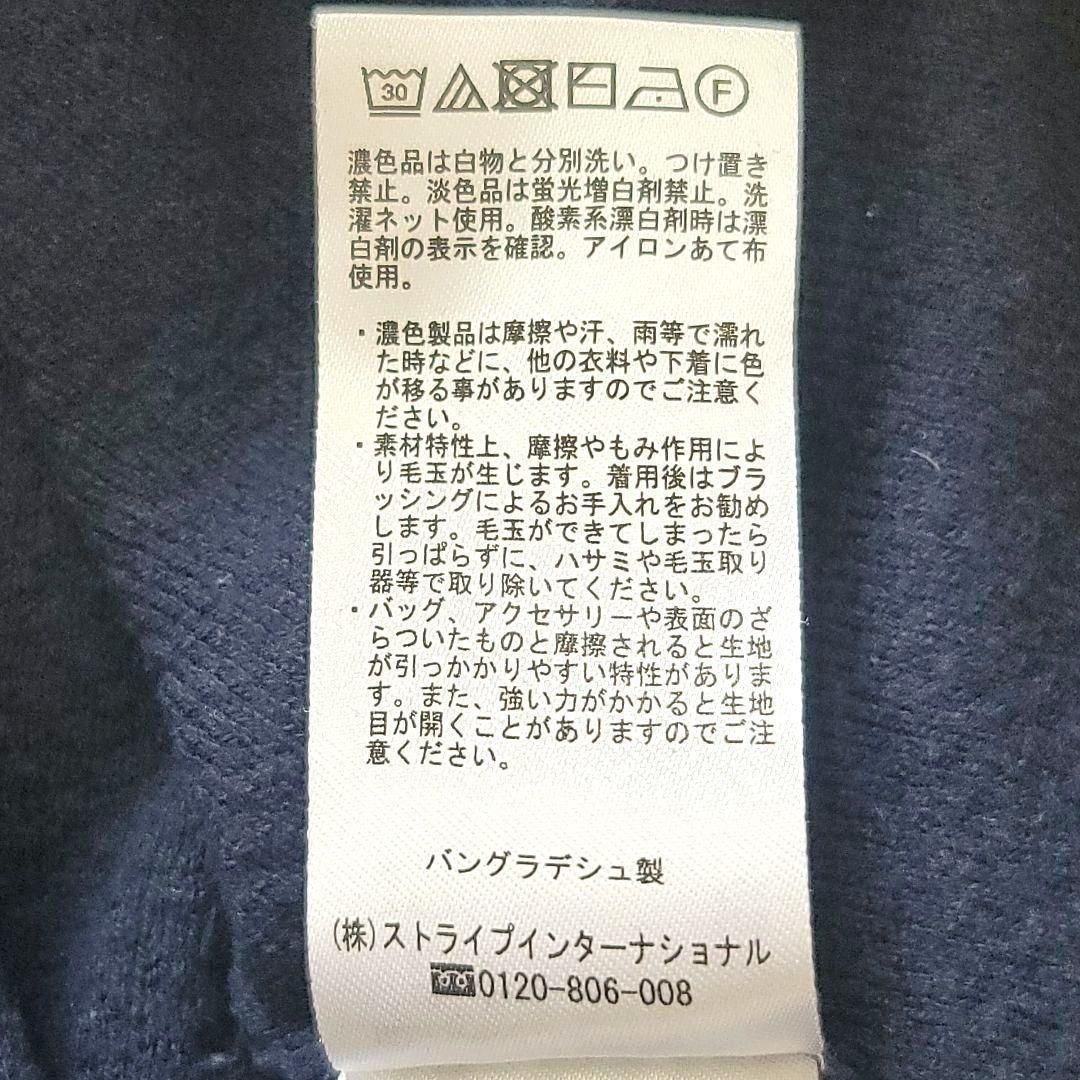 30 F
濃色品は白物と分別洗い。つけ置き
禁止。淡色品は蛍光増白剤禁止。洗
濯ネット使用。酸素系漂白剤時は漂
白剤の表示を確認。アイロンあて布
使用。
・濃色製品は摩擦や汗、雨等で濡れ
た時などに、他の衣料や下着に色
が移る事がありますのでご注意く
ださい。
・素材特性上、摩擦やもみ作用によ
り毛玉が生じます。着用後はブラ
ッシングによるお手入れをお勧め
します。毛玉ができてしまったら
引っぱらずに、ハサミや毛玉取り
器等で取り除いてください。
・バッグ、アクセサリーや表面のざ
らついたものと摩擦されると生地
が引っかかりやすい特性がありま
す。また、強い力がかかると生地
目が開くことがありますのでご注
意ください。
バングラデシュ製
(株)ストライプインターナショナル
0120-806-008